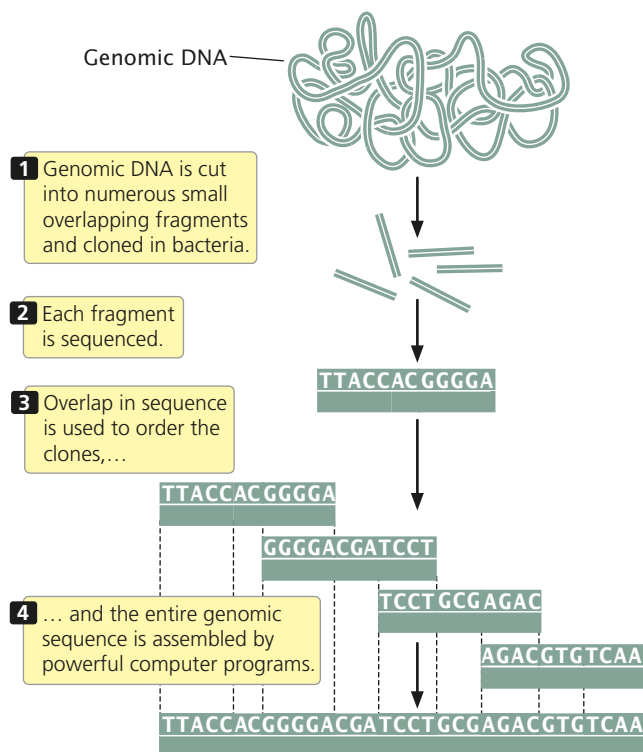 Genomic DNA
1 Genomic DNA is cut
into numerous small
overlapping fragments
and cloned in bacteria.
2 Each fragment
is sequenced.
TTACCACGGGGA
3 Overlap in sequence
is used to order the
clones,…
TTACCACGGGGA
GGGGACGATCCT
TCCTGCGAGAC
4 … and the entire genomic
sequence is assembled by
powerful computer programs.
AGACGTGTCAA
TTACCACGGGGACGATCCTGCGAGACGTGTCAA